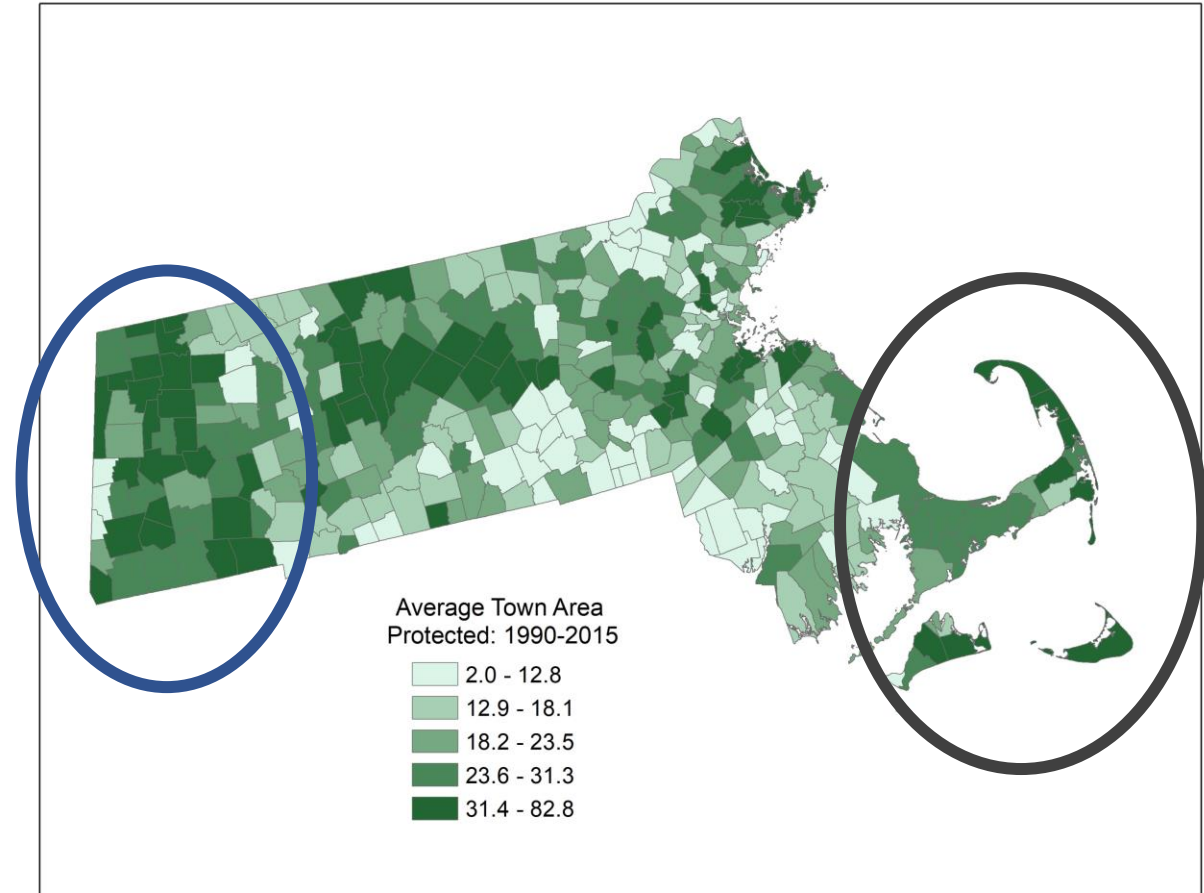 Average Town Area
Protected: 1990-2015
2.0 - 12.8
12.9 - 18.1
18.2 - 23.5
23.6 - 31.3
31.4 - 82.8